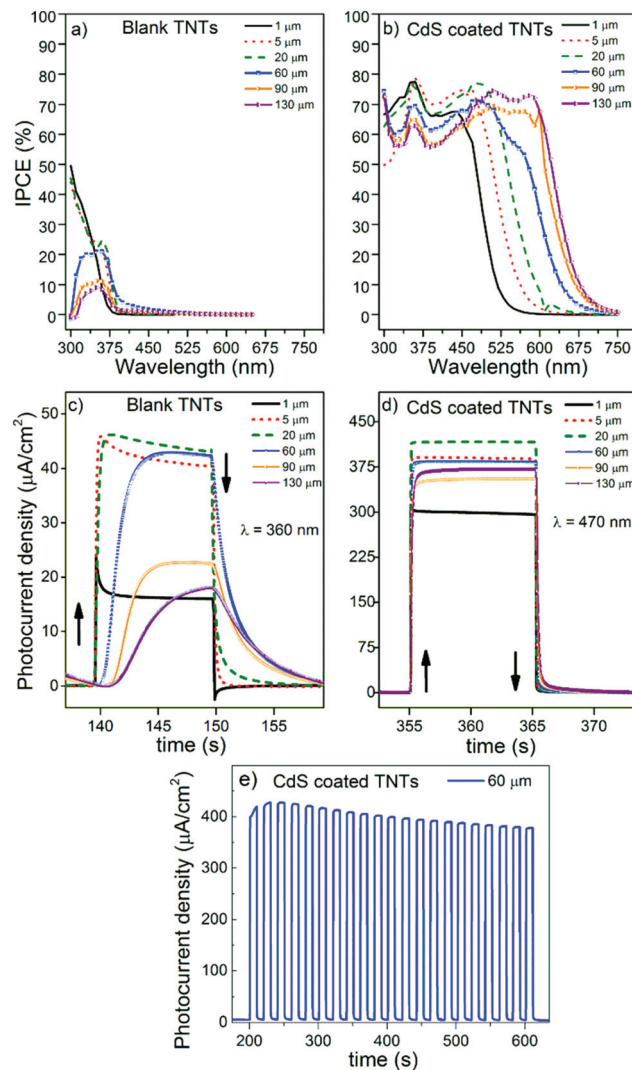 a) Blank TNTs
1 μm
5 μm
20 μm
60 μm
90 μm
130 μm
IPCE (%)
100
90
80
70
60
50
40
30
20
10
0
300 375 450 525 600 675 750
Wavelength (nm)
b) CdS coated TNTs
1 μm
5 μm
20 μm
60 μm
90 μm
130 μm
100
90
80
70
60
50
40
30
20
10
0
300 375 450 525 600 675 750
Wavelength (nm)
c) Blank TNTs
1 μm
5 μm
20 μm
60 μm
90 μm
130 μm
λ = 360 nm
Photocurrent density (μA/cm²)
50
40
30
20
10
0
140 145 150 155
time (s)
d) CdS coated TNTs
1 μm
5 μm
20 μm
60 μm
90 μm
130 μm
λ = 470 nm
450
375
300
225
150
75
0
355 360 365 370
time (s)
e) CdS coated TNTs
60 μm
Photocurrent density (μA/cm²)
400
300
200
100
0
200 300 400 500 600
time (s)